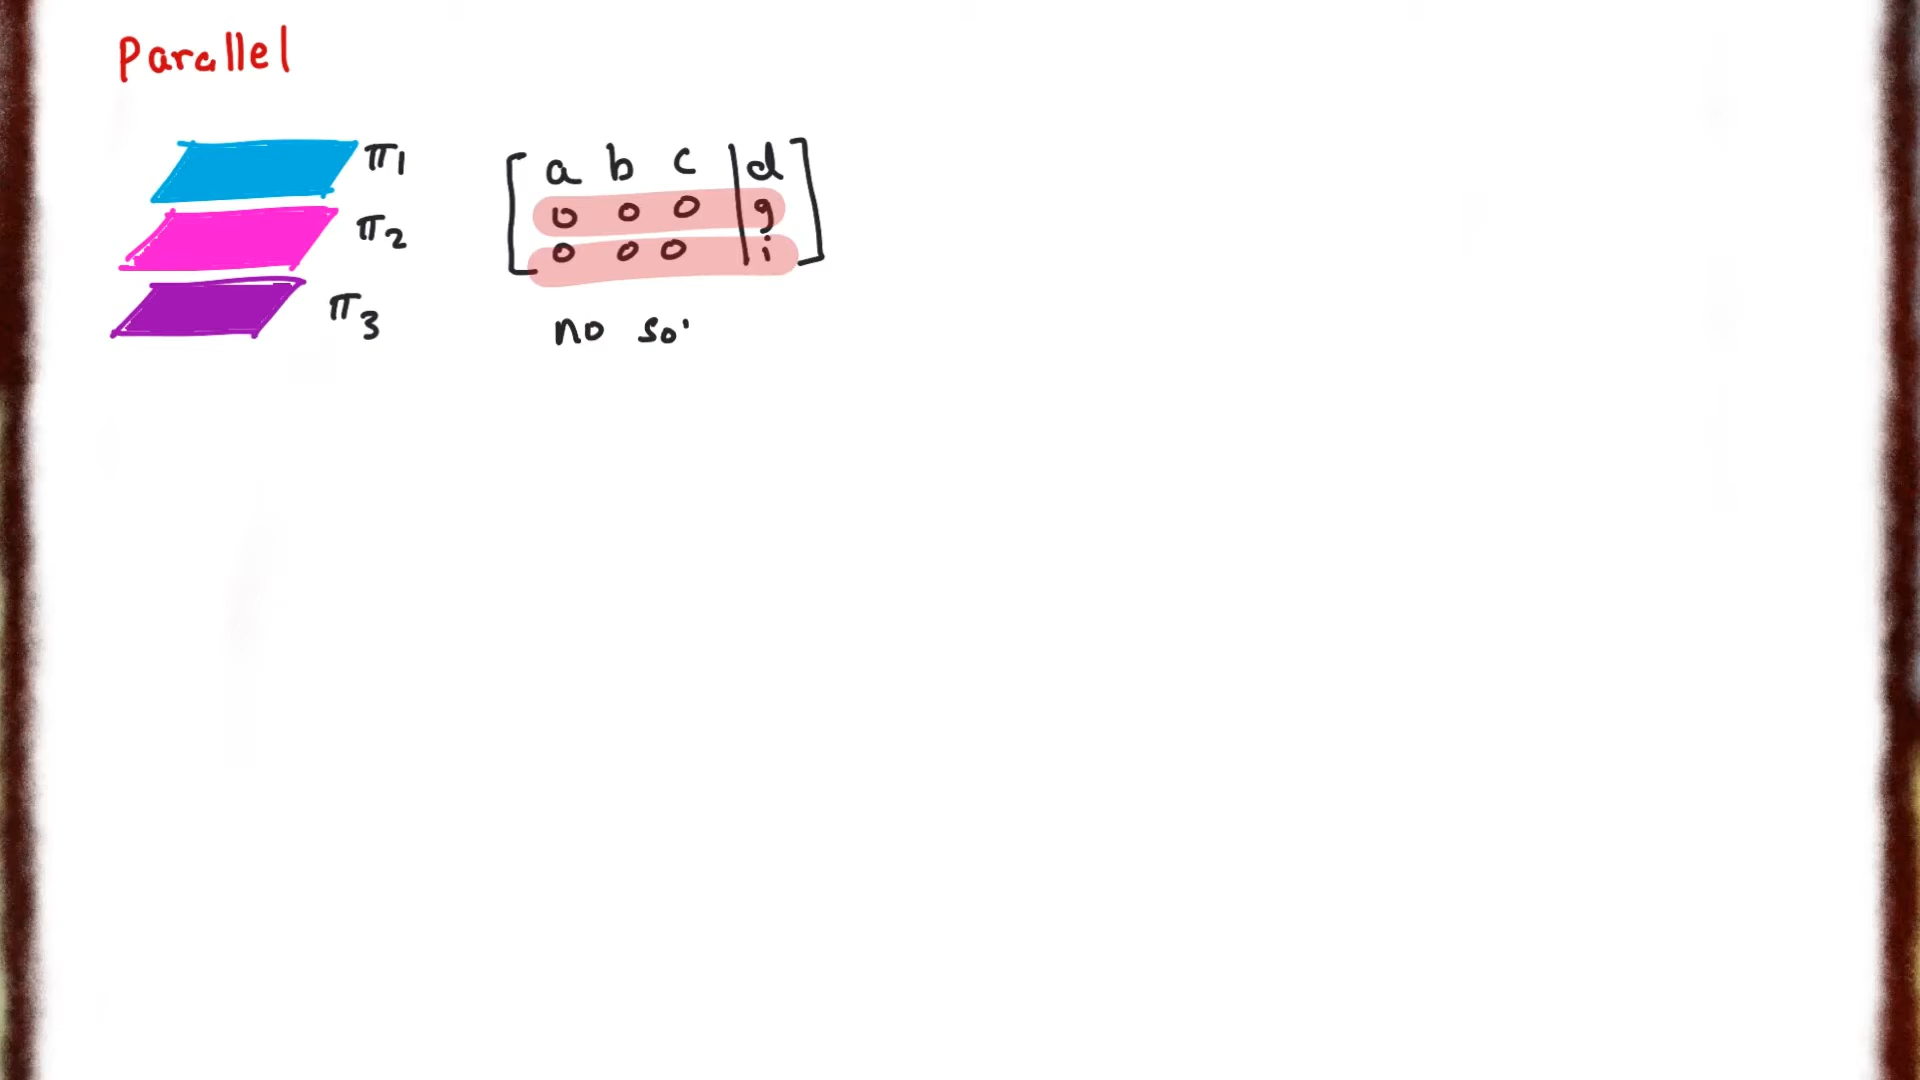 Parallel
π1
π2
π3
a b c | d
0 0 0 | g
0 0 0 | i
no so